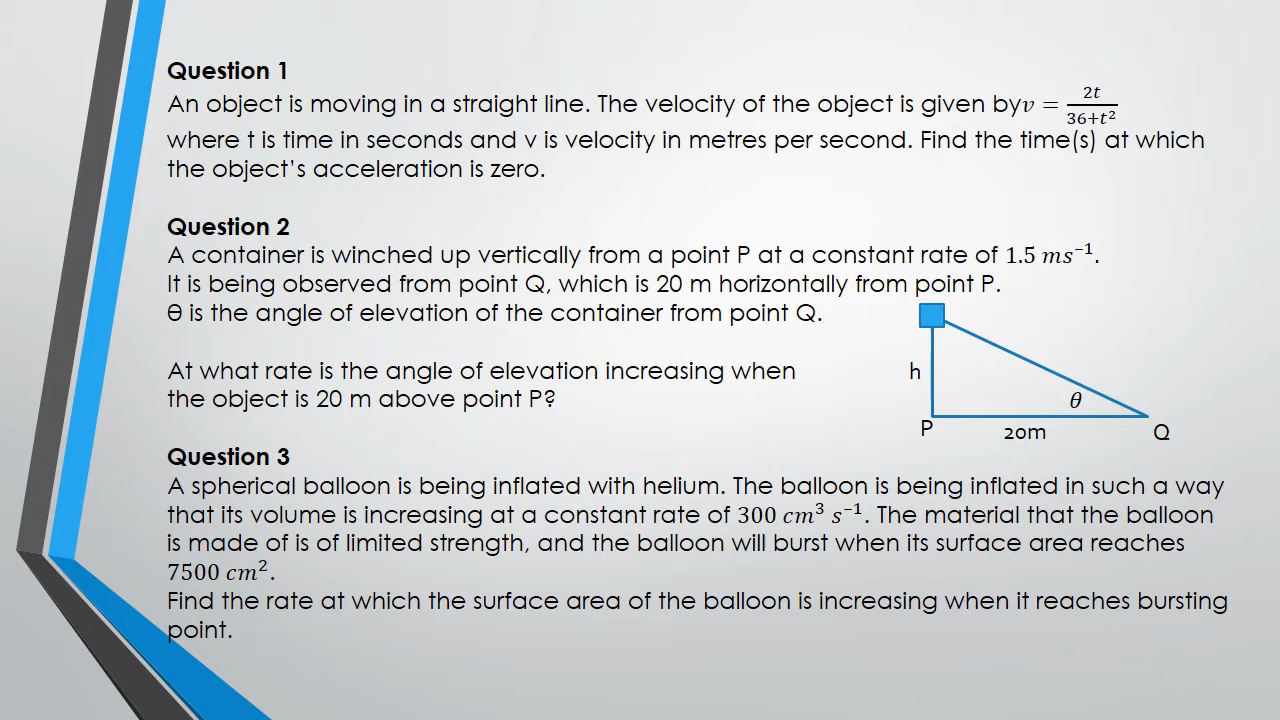 Question 1
An object is moving in a straight line. The velocity of the object is given by v = 2t/(36+t²)
where t is time in seconds and v is velocity in metres per second. Find the time(s) at which
the object’s acceleration is zero.
Question 2
A container is winched up vertically from a point P at a constant rate of 1.5 ms⁻¹.
It is being observed from point Q, which is 20 m horizontally from point P.
θ is the angle of elevation of the container from point Q.
At what rate is the angle of elevation increasing when
the object is 20 m above point P?
h
θ
P
20m
Q
Question 3
A spherical balloon is being inflated with helium. The balloon is being inflated in such a way
that its volume is increasing at a constant rate of 300 cm³ s⁻¹. The material that the balloon
is made of is of limited strength, and the balloon will burst when its surface area reaches
7500 cm².
Find the rate at which the surface area of the balloon is increasing when it reaches bursting
point.